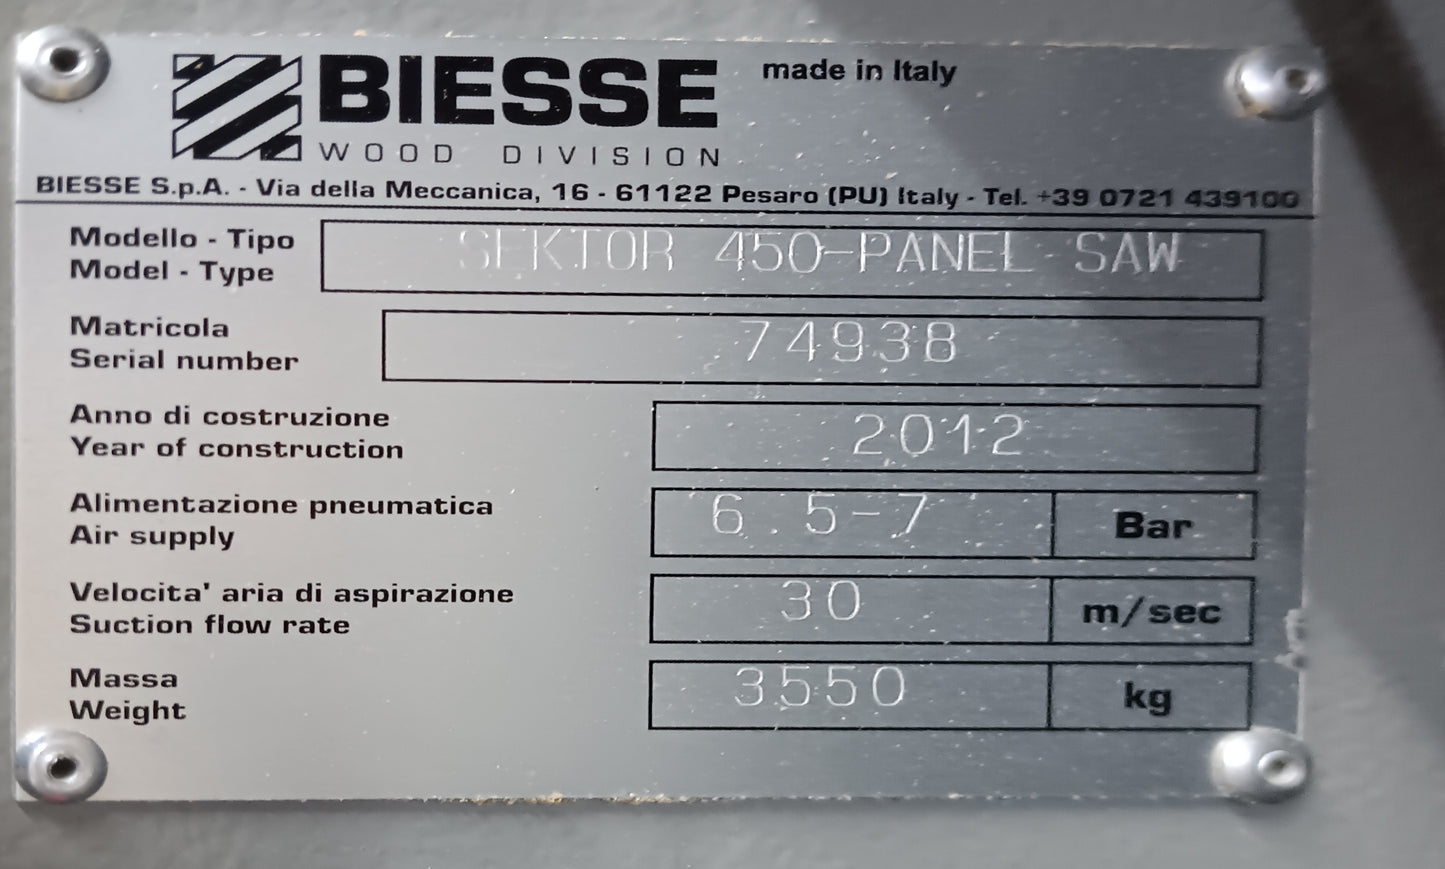 BIESSE made in Italy
WOOD DIVISION
BIESSE S.p.A. - Via della Meccanica, 16 - 61122 Pesaro (PU) Italy - Tel. +39 0721 439100
Modello - Tipo
Model - Type
SEKTOR 450-PANEL SAW
Matricola
Serial number
74938
Anno di costruzione
Year of construction
2012
Alimentazione pneumatica
Air supply
6.5-7 Bar
Velocita' aria di aspirazione
Suction flow rate
30 m/sec
Massa
Weight
3550 kg